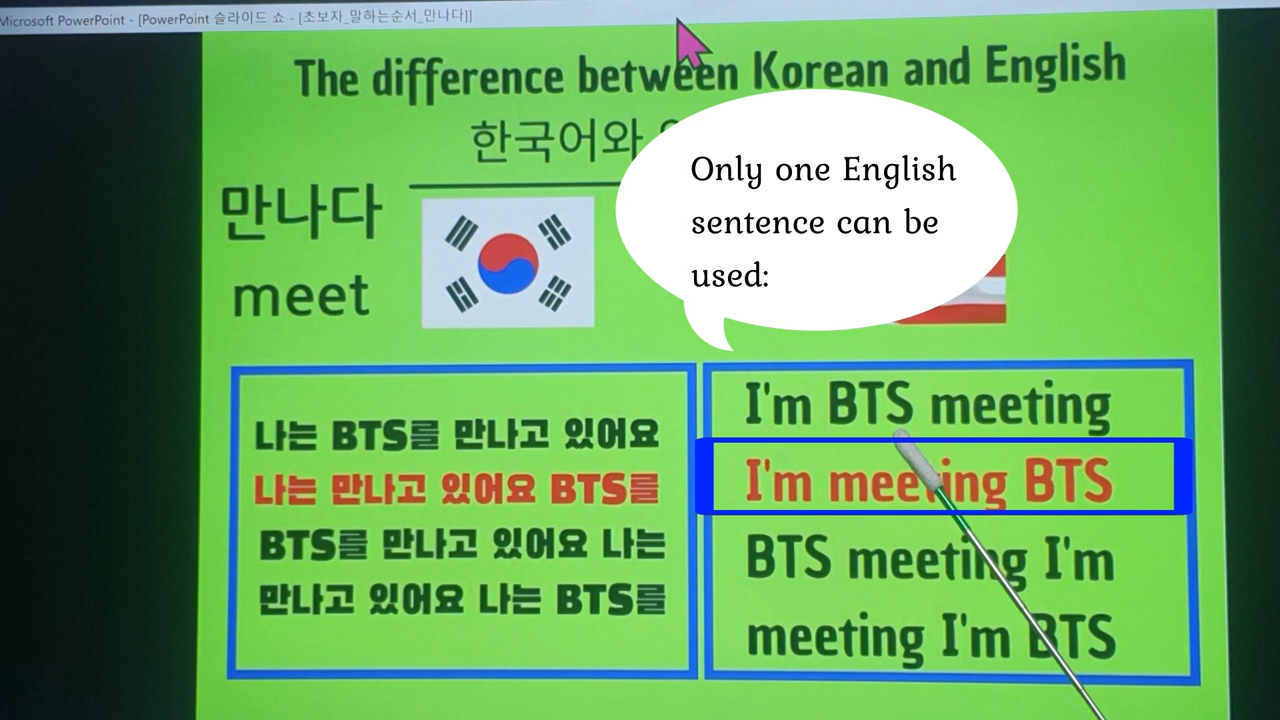 Microsoft PowerPoint - [PowerPoint 슬라이드 쇼 - [초보자_말하는순서_만나다]]
The difference between Korean and English
한국어와
Only one English
sentence can be
used:
만나다
meet
나는 BTS를 만나고 있어요
나는 만나고 있어요 BTS를
BTS를 만나고 있어요 나는
만나고 있어요 나는 BTS를
I'm BTS meeting
I'm meeting BTS
BTS meeting I'm
meeting I'm BTS